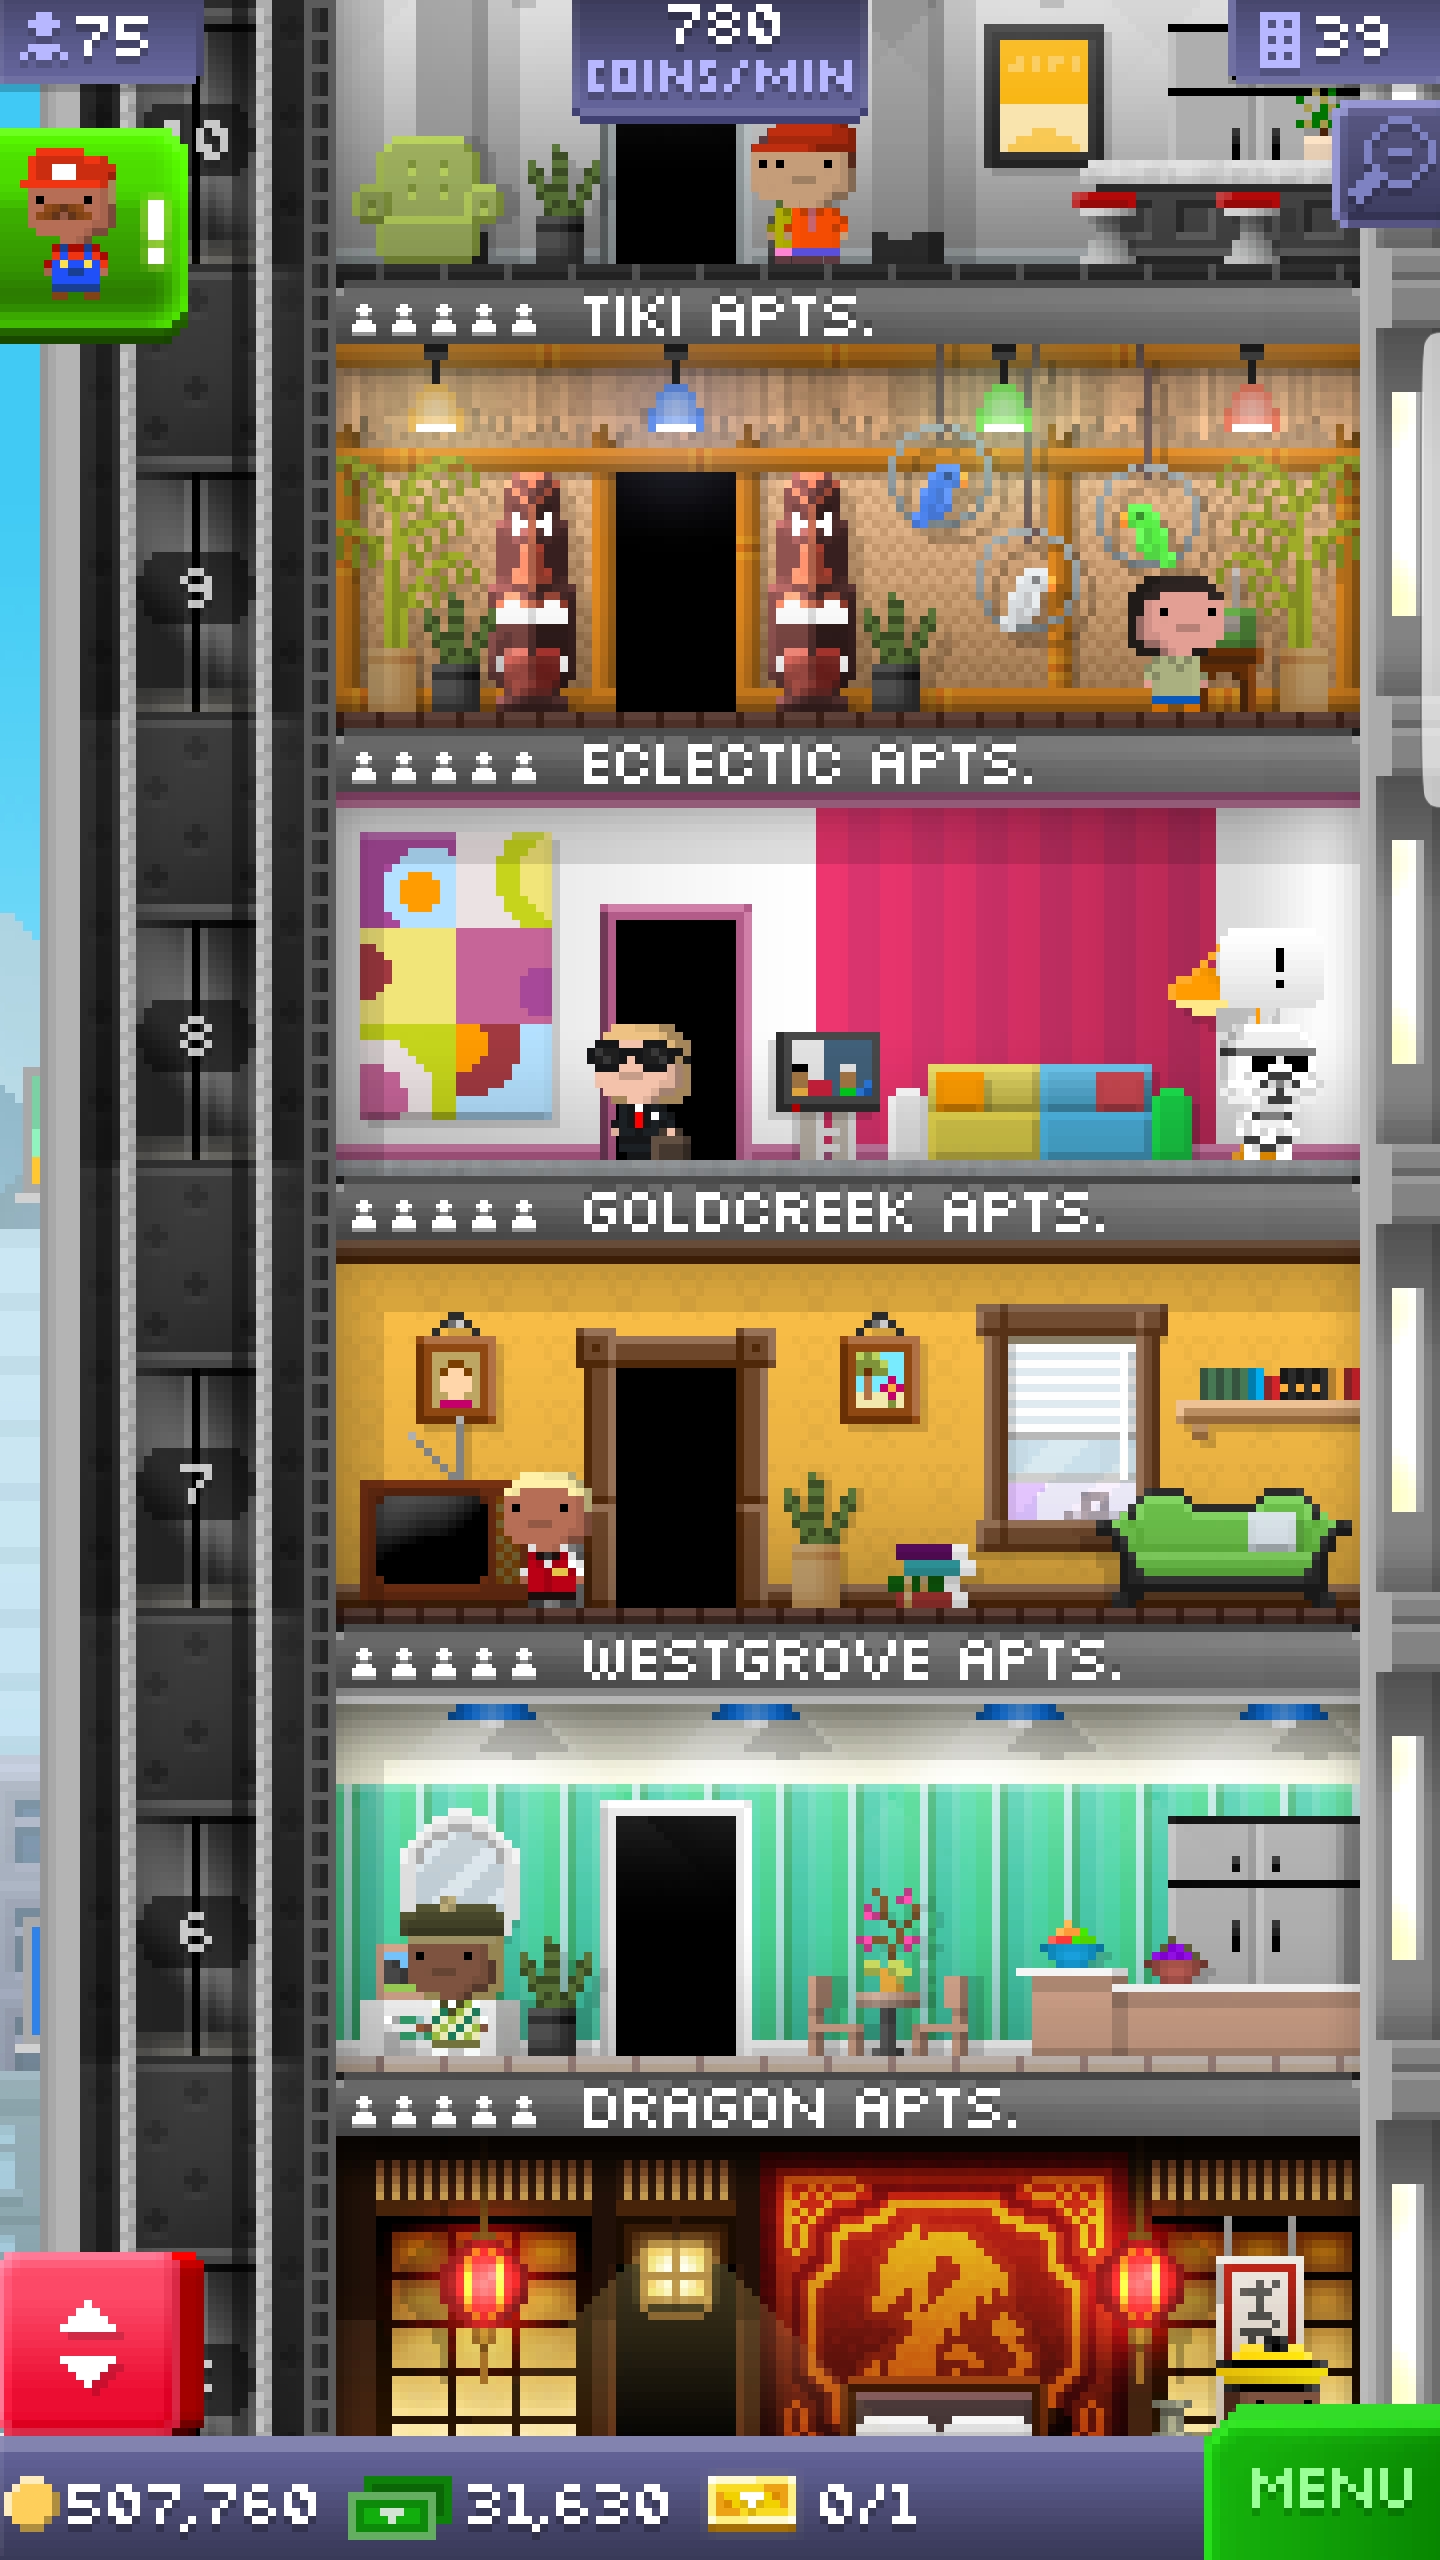 75
780
COINS/MIN
39
!
TIKI APTS.
9
ECLECTIC APTS.
8
!
GOLDCREEK APTS.
7
WESTGROVE APTS.
6
DRAGON APTS.
507,760
31,630
0/1
MENU